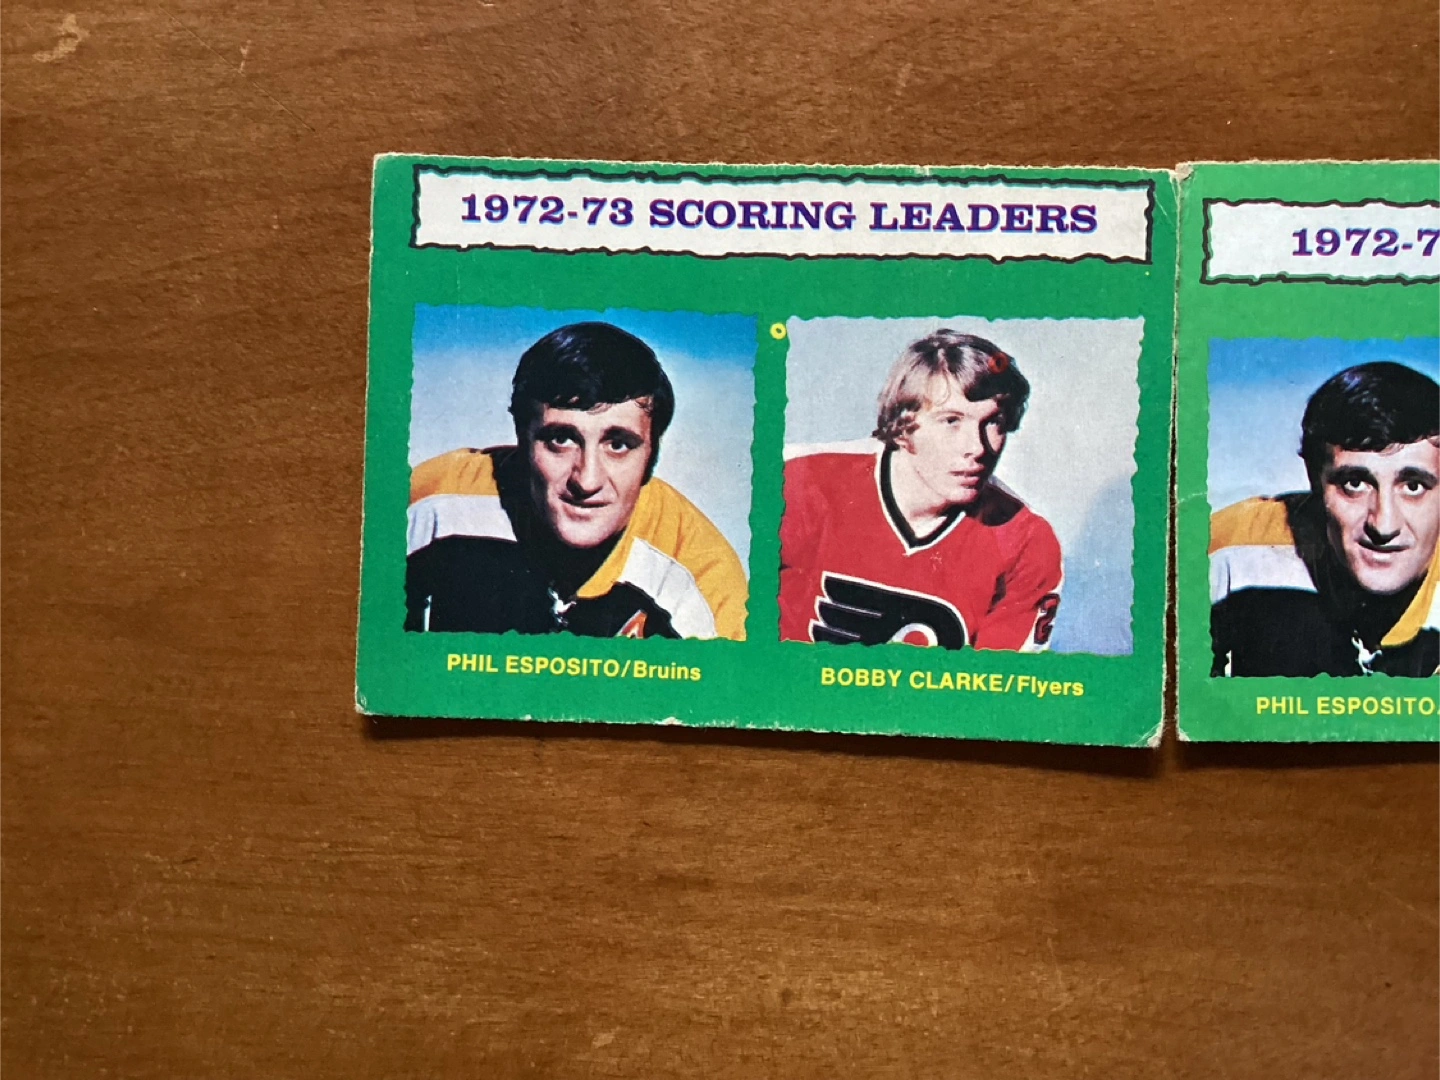 1972-73 SCORING LEADERS
PHIL ESPOSITO/Bruins
BOBBY CLARKE/Flyers
1972-7
PHIL ESPOSITO